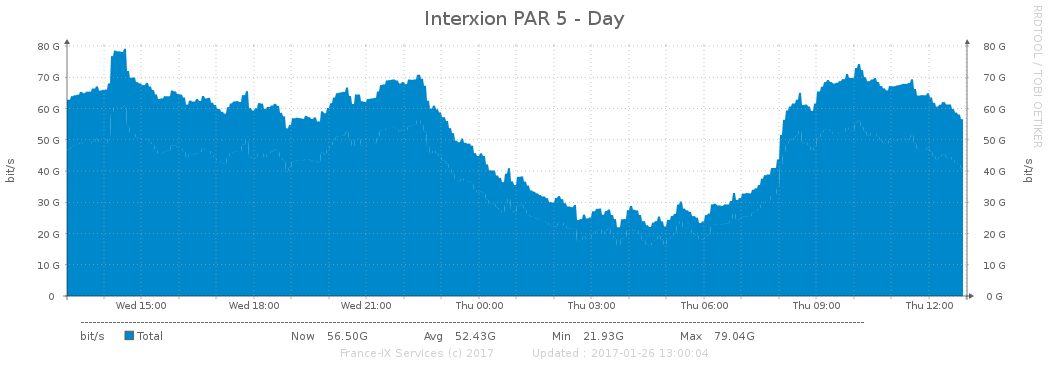 Interxion PAR 5 - Day
RRDTOOL / TOBI OETIKER
bit/s
80 G 80 G
70 G 70 G
60 G 60 G
50 G 50 G
40 G 40 G
30 G 30 G
20 G 20 G
10 G 10 G
0 0 G
bit/s
Wed 15:00 Wed 18:00 Wed 21:00 Thu 00:00 Thu 03:00 Thu 06:00 Thu 09:00 Thu 12:00
bit/s Total Now 56.50G Avg 52.43G Min 21.93G Max 79.04G
France-IX Services (c) 2017 Updated : 2017-01-26 13:00:04